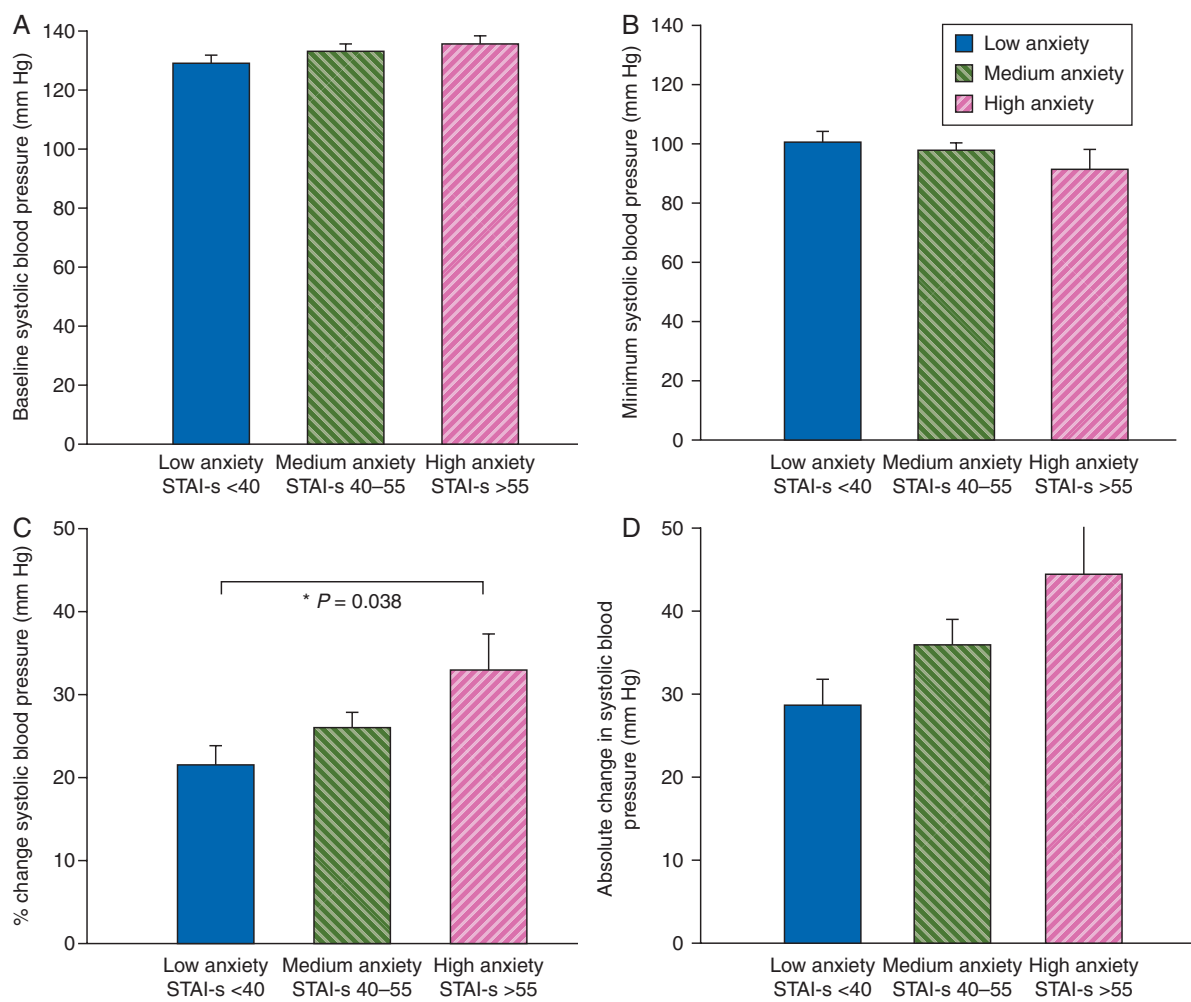 A
Baseline systolic blood pressure (mm Hg)
140
120
100
80
60
40
20
0
Low anxiety
STAI-s <40
Medium anxiety
STAI-s 40–55
High anxiety
STAI-s >55
B
Minimum systolic blood pressure (mm Hg)
140
120
100
80
60
40
20
0
Low anxiety
Medium anxiety
High anxiety
Low anxiety
STAI-s <40
Medium anxiety
STAI-s 40–55
High anxiety
STAI-s >55
C
% change systolic blood pressure (mm Hg)
50
40
30
20
10
0
* P = 0.038
Low anxiety
STAI-s <40
Medium anxiety
STAI-s 40–55
High anxiety
STAI-s >55
D
Absolute change in systolic blood
pressure (mm Hg)
50
40
30
20
10
0
Low anxiety
STAI-s <40
Medium anxiety
STAI-s 40–55
High anxiety
STAI-s >55